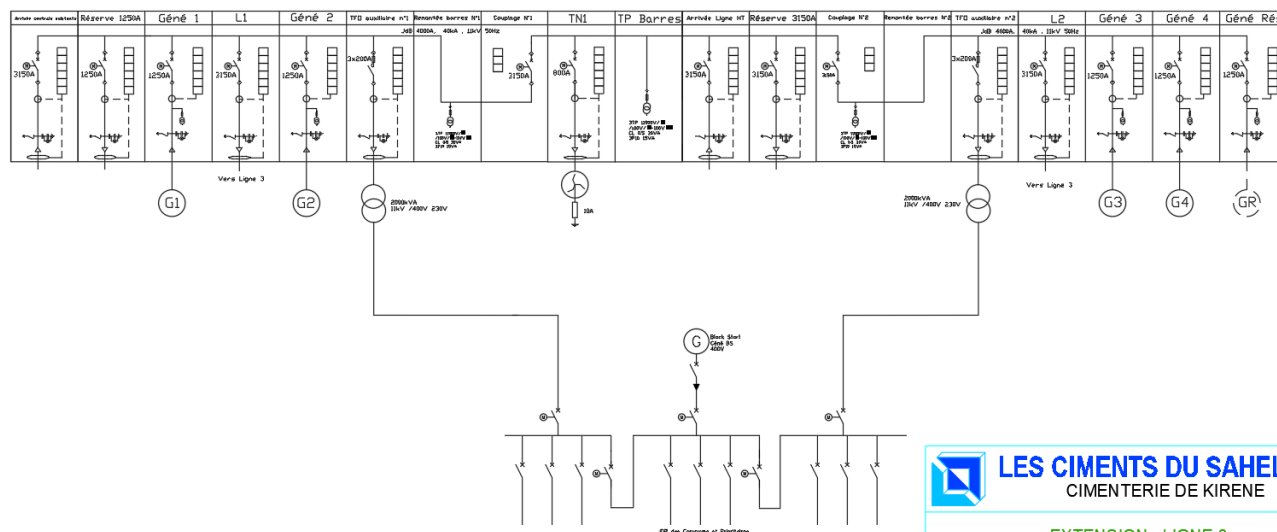 Arrivée centrale existante Réserve 1250A Géné 1 L1 Géné 2 TFO auxiliaire n°1 Remontée barres N°1 Couplage N°1 TN1 TP Barres Arrivée Ligne HT Réserve 3150A Couplage N°2 Remontée barres N°2 TFO auxiliaire n°2 L2 Géné 3 Géné 4 Géné Rés
JdB 4000A, 40kA , 11kV 50Hz
JdB 4000A, 40kA , 11kV 50Hz
3150A 1250A 1250A 3150A 1250A 3x200A 3150A 800A 3150A 3150A 3150A 3x200A 3150A 1250A 1250A 1250A
Vers Ligne 3
Vers Ligne 3
G1
G2
2000kVA
11kV /400V 230V
10A
2000kVA
11kV /400V 230V
G3
G4
GR
G
Black Start
Géné BS
400V
M
M
M
M
M
LES CIMENTS DU SAHEL
CIMENTERIE DE KIRENE